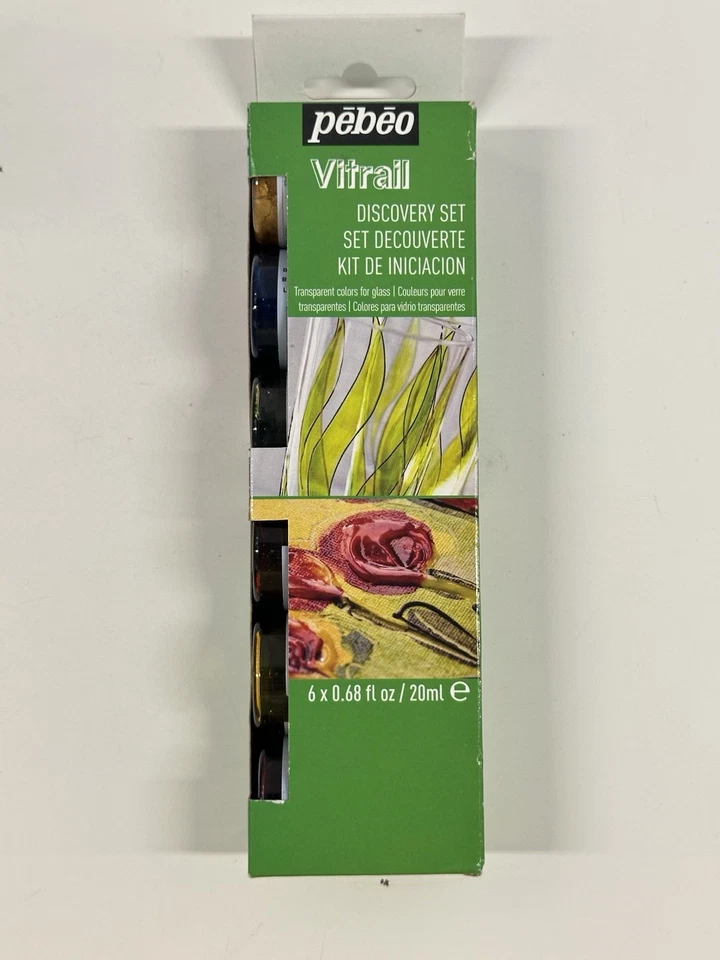 pēbēo
Vitrail
DISCOVERY SET
SET DECOUVERTE
KIT DE INICIACION
Transparent colors for glass | Couleurs pour verre
transparentes | Colores para vidrio transparentes
6 x 0.68 fl oz / 20ml ℮